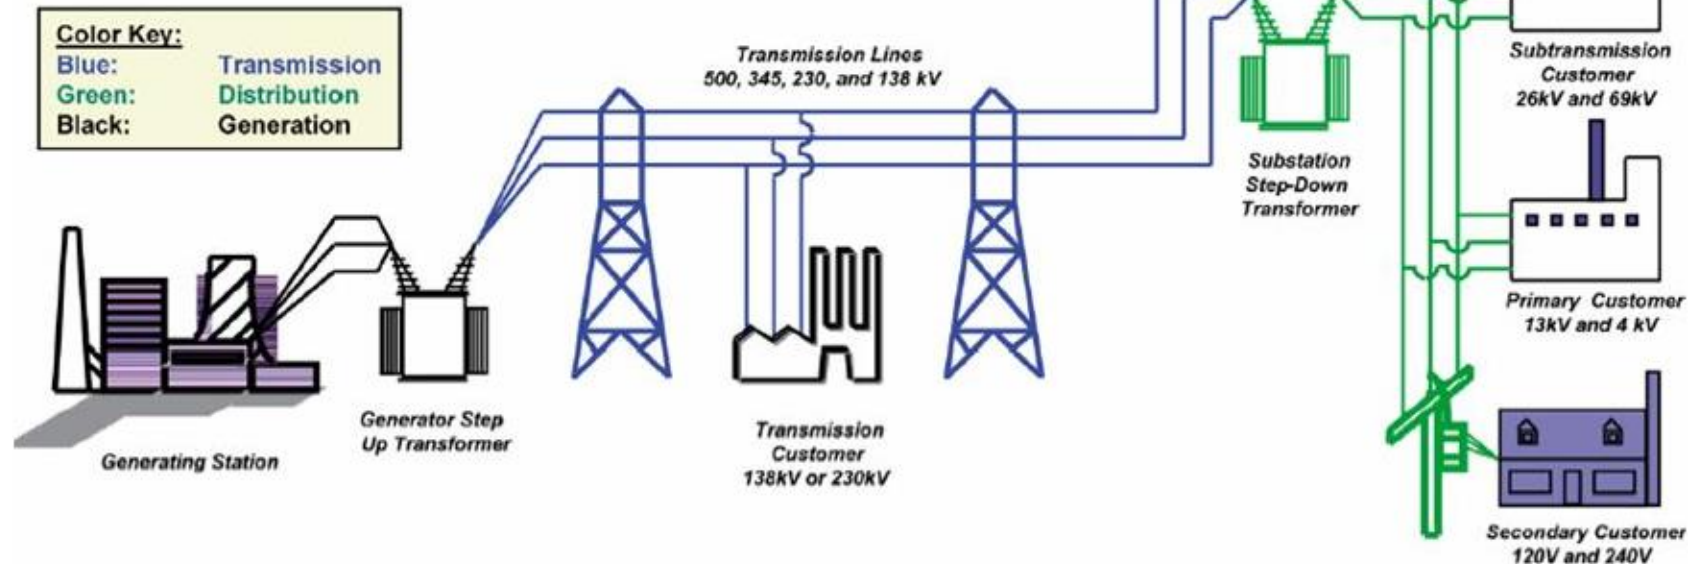 Color Key:
Blue: Transmission
Green: Distribution
Black: Generation
Transmission Lines
500, 345, 230, and 138 kV
Generating Station
Generator Step
Up Transformer
Transmission
Customer
138kV or 230kV
Substation
Step-Down
Transformer
Subtransmission
Customer
26kV and 69kV
Primary Customer
13kV and 4 kV
Secondary Customer
120V and 240V